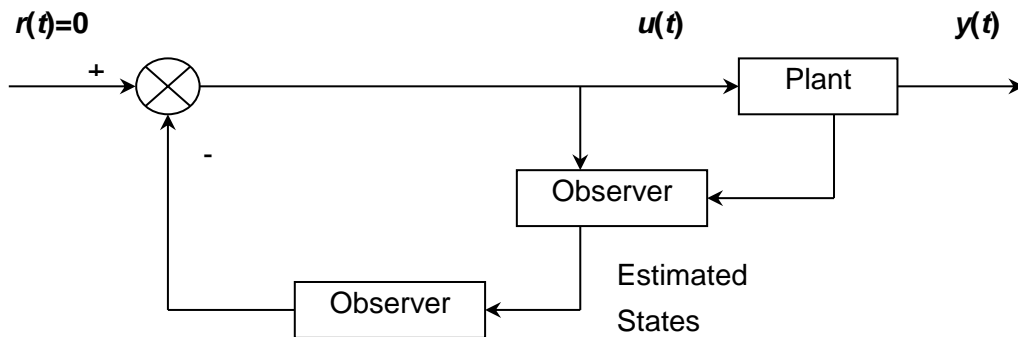 r(t)=0 u(t) y(t)
+
Plant
-
Observer
Estimated
States
Observer